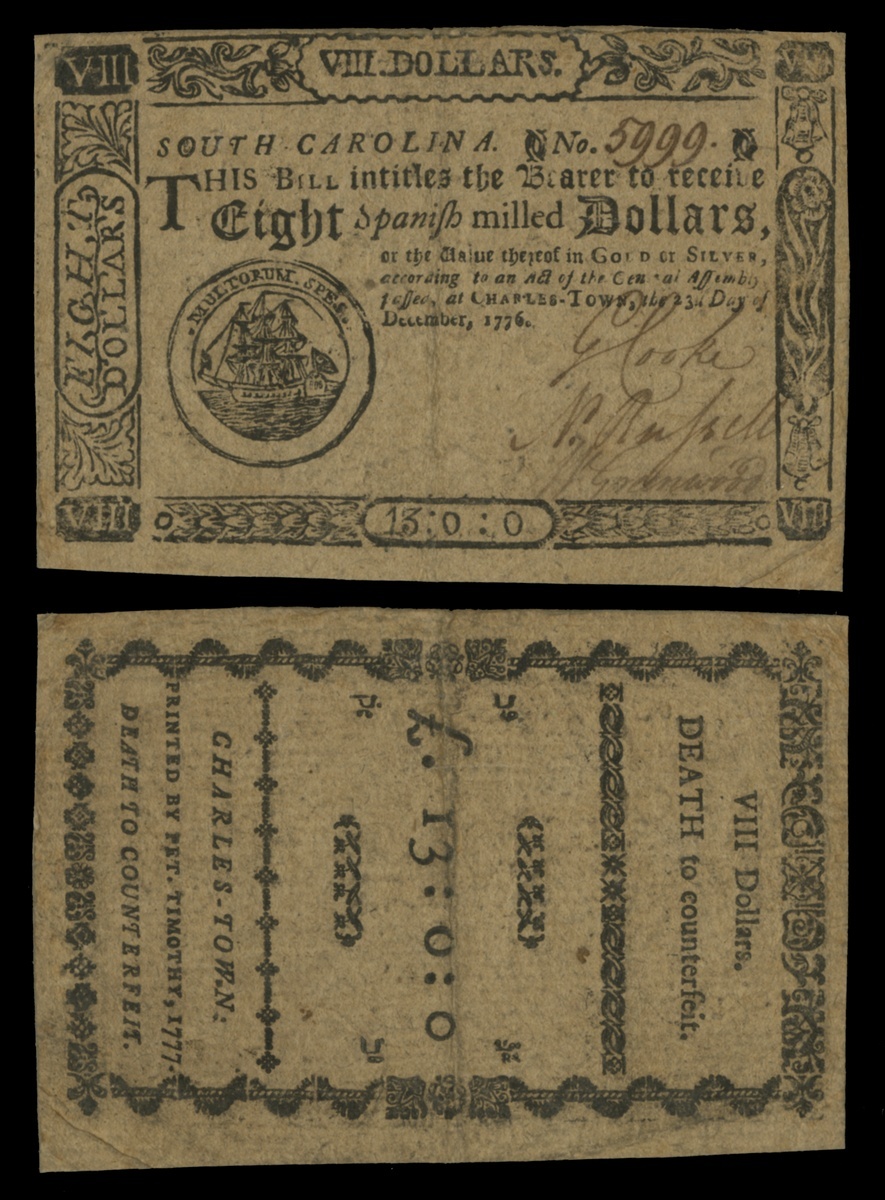 VIII
VIII. DOLLARS.
VIII
EIGHT
DOLLARS
SOUTH CAROLINA. No. 5999.
THIS BILL intitles the Bearer to receive
Eight Spaniſh milled Dollars,
or the Value thereof in GOLD or SILVER,
according to an Act of the General Aſſembly
paſſed, at CHARLES-TOWN, the 23d Day of
December, 1776.
MULTORUM. SPES.
G Cooke
N. Ruſsell
Greenwood
VIII
13:0:0
VIII
VIII Dollars.
DEATH to counterfeit.
£. 13:0:0
CHARLES-TOWN:
PRINTED BY PET. TIMOTHY, 1777.
DEATH TO COUNTERFEIT.